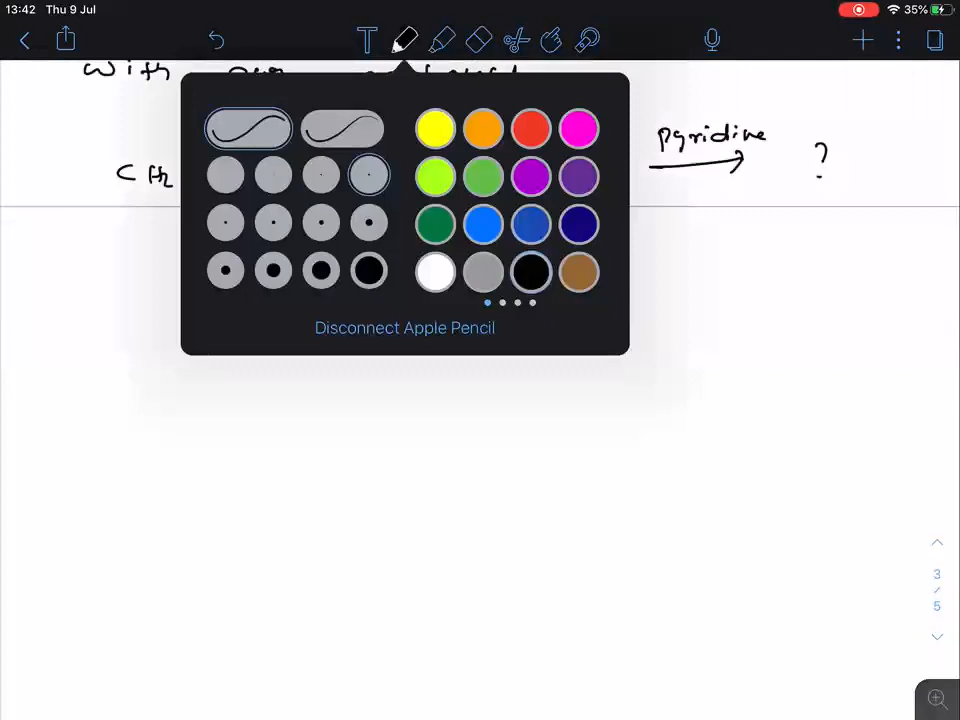 13:42 Thu 9 Jul 35%
T
with
pyridine
CH2 ?
Disconnect Apple Pencil
3
/
5